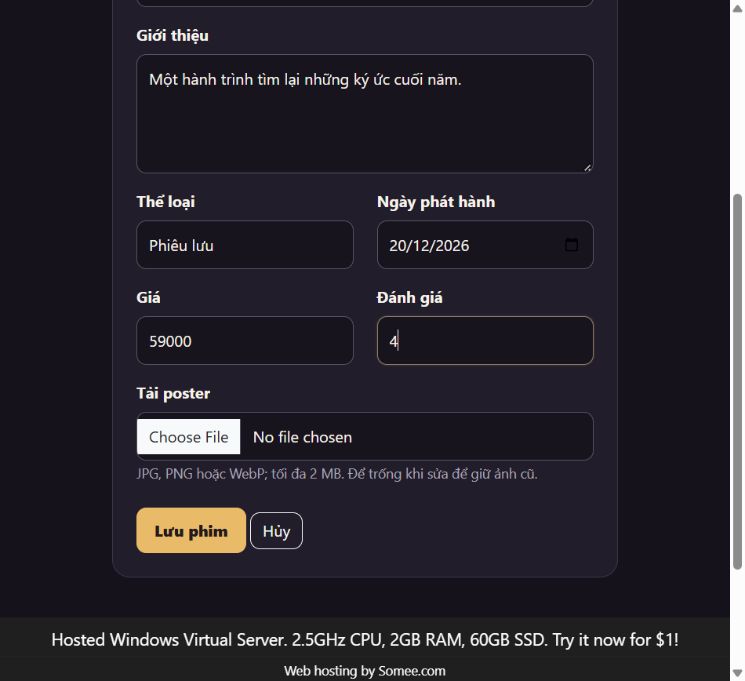 Giới thiệu
Một hành trình tìm lại những ký ức cuối năm.
Thể loại
Ngày phát hành
Phiêu lưu
20/12/2026
Giá
Đánh giá
59000
4
Tải poster
Choose File No file chosen
JPG, PNG hoặc WebP; tối đa 2 MB. Để trống khi sửa để giữ ảnh cũ.
Lưu phim
Hủy
Hosted Windows Virtual Server. 2.5GHz CPU, 2GB RAM, 60GB SSD. Try it now for $1!
Web hosting by Somee.com